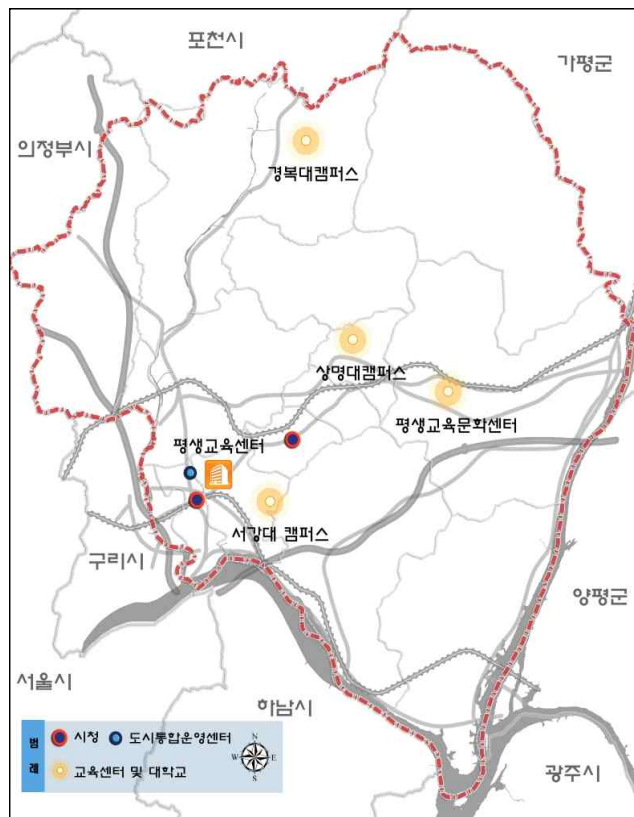 포천시
가평군
의정부시
경복대캠퍼스
상명대캠퍼스
평생교육문화센터
평생교육센터
서강대 캠퍼스
구리시
양평군
서울시
하남시
광주시
범례
시청
도시통합운영센터
교육센터 및 대학교
N
W
E
S